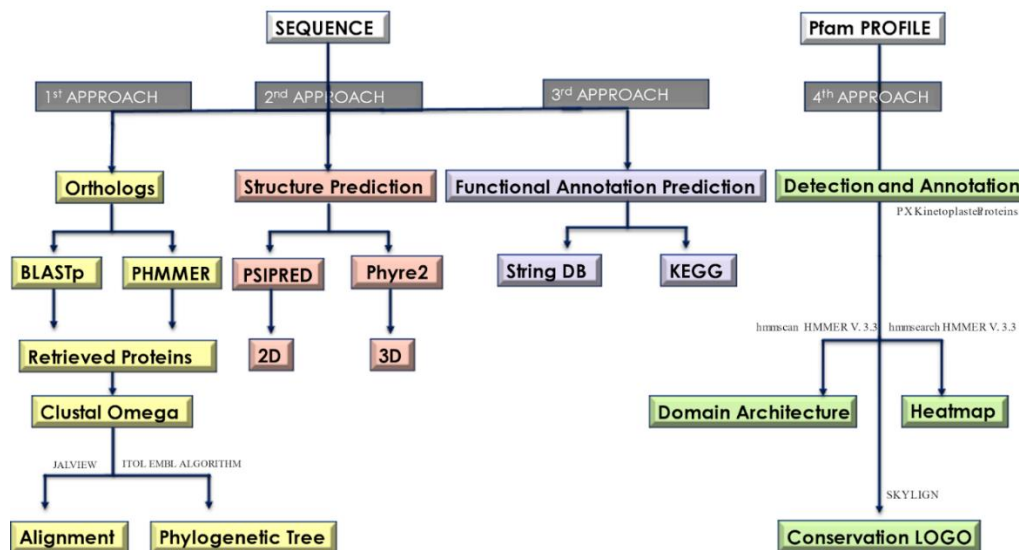 SEQUENCE
Pfam PROFILE
1st APPROACH
2nd APPROACH
3rd APPROACH
4th APPROACH
Orthologs
Structure Prediction
Functional Annotation Prediction
Detection and Annotation
PX Kinetoplasted Proteins
BLASTp
PHMMER
PSIPRED
Phyre2
String DB
KEGG
hmmscan HMMER V. 3.3
hmmsearch HMMER V. 3.3
Retrieved Proteins
2D
3D
Clustal Omega
Domain Architecture
Heatmap
JALVIEW
ITOL EMBL ALGORITHM
SKYLIGN
Alignment
Phylogenetic Tree
Conservation LOGO